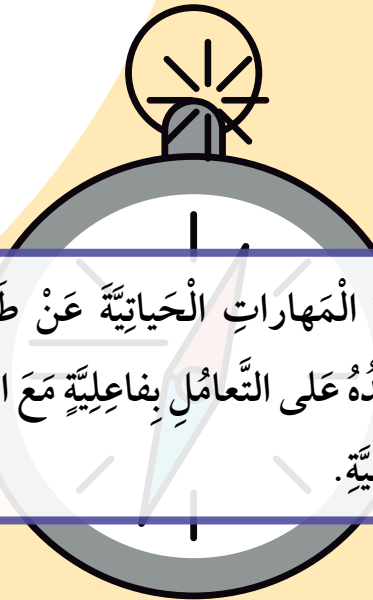 الْمَهاراتِ الْحَياتِيَّةَ عَنْ
عَلى التَّعامُلِ بِفاعِلِيَّةٍ مَعَ